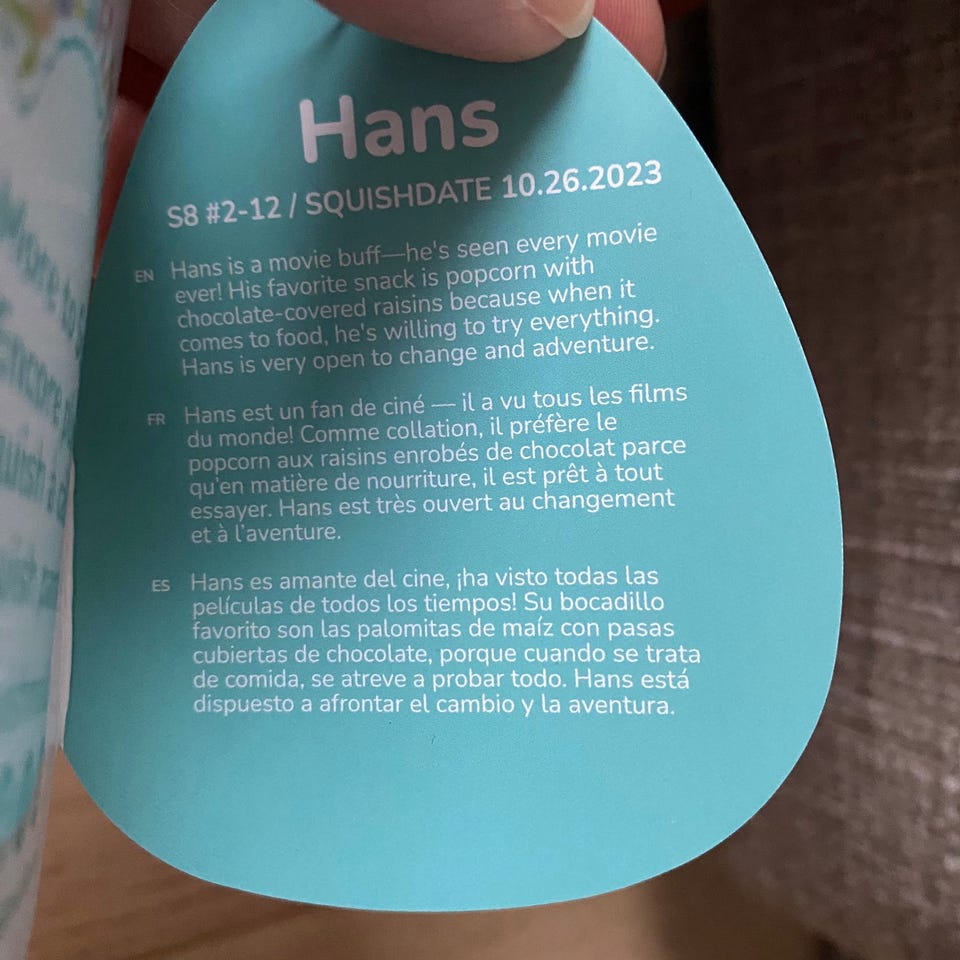 Hans
S8 #2-12 / SQUISHDATE 10.26.2023
EN Hans is a movie buff—he's seen every movie
ever! His favorite snack is popcorn with
chocolate-covered raisins because when it
comes to food, he's willing to try everything.
Hans is very open to change and adventure.
FR Hans est un fan de ciné — il a vu tous les films
du monde! Comme collation, il préfère le
popcorn aux raisins enrobés de chocolat parce
qu'en matière de nourriture, il est prêt à tout
essayer. Hans est très ouvert au changement
et à l'aventure.
ES Hans es amante del cine, ¡ha visto todas las
películas de todos los tiempos! Su bocadillo
favorito son las palomitas de maíz con pasas
cubiertas de chocolate, porque cuando se trata
de comida, se atreve a probar todo. Hans está
dispuesto a afrontar el cambio y la aventura.